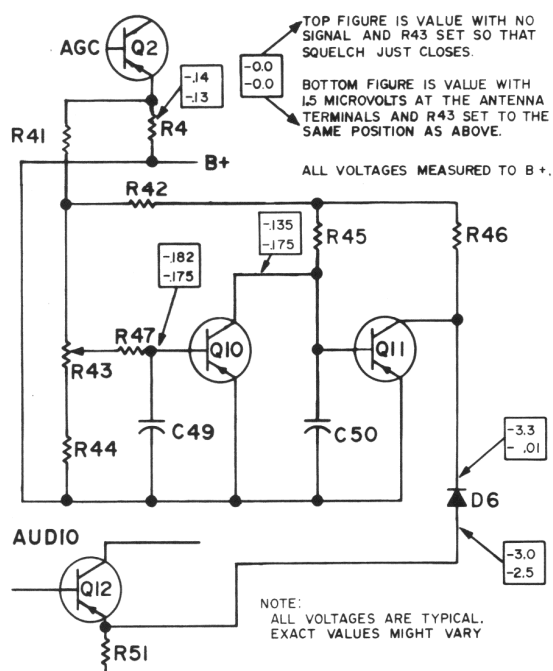 AGC
Q2
-.14
-.13
R4
R41
B+
-0.0
-0.0
TOP FIGURE IS VALUE WITH NO
SIGNAL AND R43 SET SO THAT
SQUELCH JUST CLOSES.
BOTTOM FIGURE IS VALUE WITH
1.5 MICROVOLTS AT THE ANTENNA
TERMINALS AND R43 SET TO THE
SAME POSITION AS ABOVE.
ALL VOLTAGES MEASURED TO B+.
R42
R45
R46
-.135
-.175
-.182
-.175
R47
Q10
Q11
R43
C49
C50
R44
-3.3
- .01
D6
-3.0
-2.5
AUDIO
Q12
R51
NOTE:
ALL VOLTAGES ARE TYPICAL.
EXACT VALUES MIGHT VARY